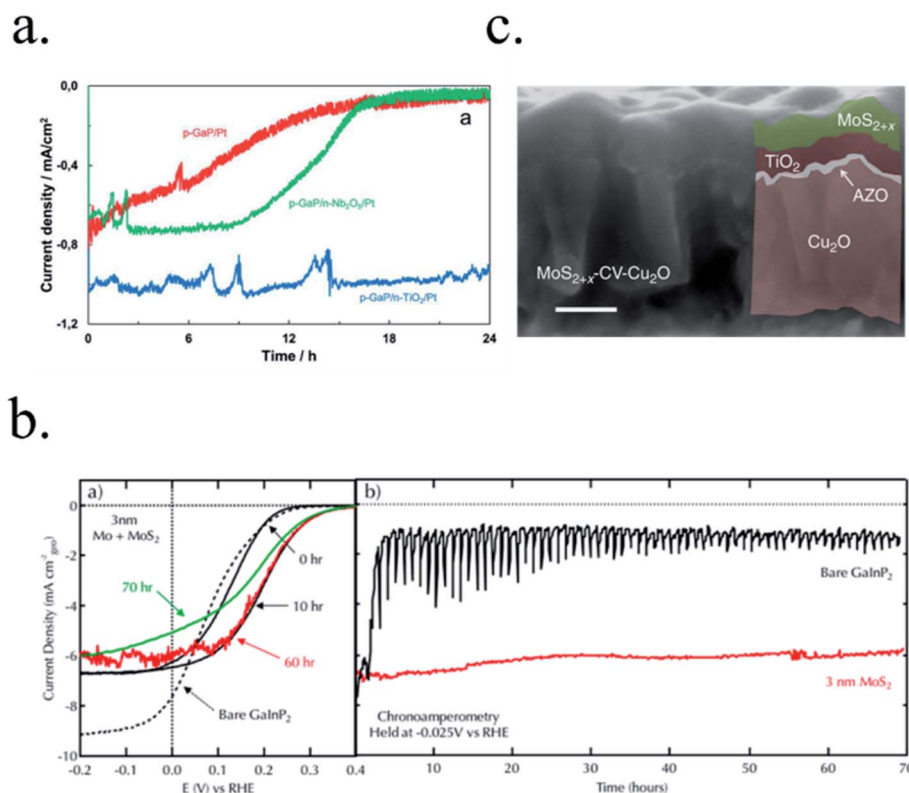 a.
0,0
-0,4
-0,8
-1,2
Current density / mA/cm²
0
6
12
18
24
Time / h
p-GaP/Pt
a
p-GaP/n-Nb₂O₅/Pt
p-GaP/n-TiO₂/Pt
c.
MoS₂₊ₓ
TiO₂
AZO
Cu₂O
MoS₂₊ₓ-CV-Cu₂O
b.
a)
3nm
Mo + MoS₂
0 hr
70 hr
10 hr
60 hr
Bare GaInP₂
0
-2
-4
-6
-8
-10
Current Density (mA cm⁻²geo)
-0.2
-0.1
0.0
0.1
0.2
0.3
0.4
E (V) vs RHE
b)
Bare GaInP₂
3 nm MoS₂
Chronoamperometry
Held at -0.025V vs RHE
10
20
30
40
50
60
70
Time (hours)